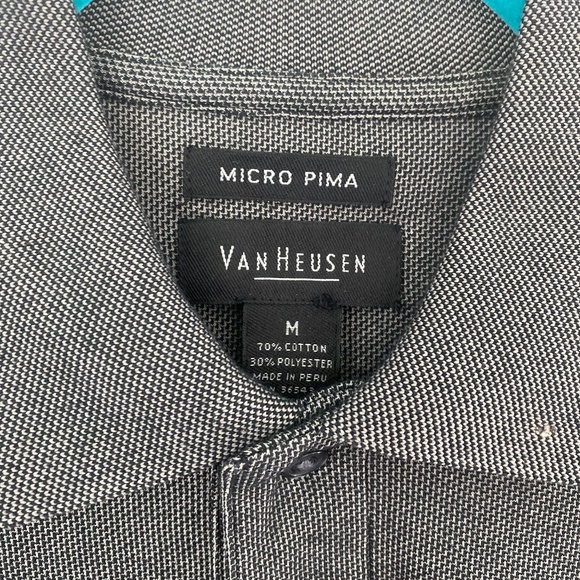 MICRO PIMA
VAN HEUSEN
M
70% COTTON
30% POLYESTER
MADE IN PERU